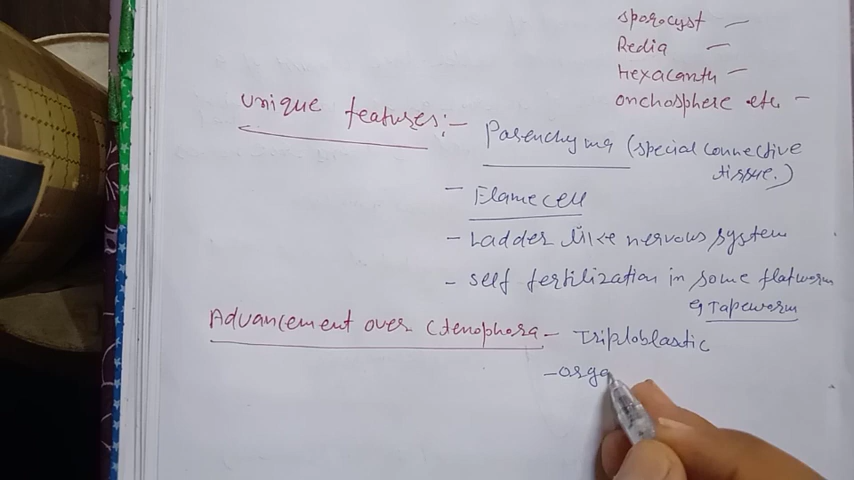 Sporocyst —
Redia —
Hexacanth —
onchosphere etc -
Unique features:- Parenchyma (special connective
tissue.)
- Flame cell
- Ladder like nervous system
- self fertilization in some flatworm
eg Tapeworm
Advancement over Ctenophora - Triploblastic
- orga